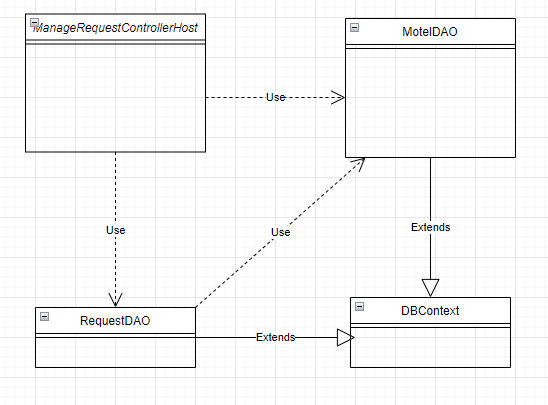 ManageRequestControllerHost
MotelDAO
Use
Use
Use
Extends
RequestDAO
DBContext
Extends